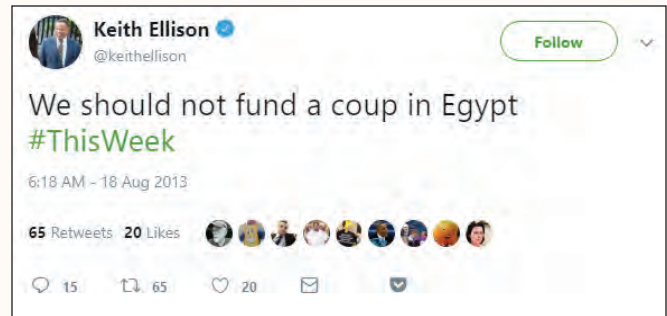 Keith Ellison
@keithellison
Follow
We should not fund a coup in Egypt
#ThisWeek
6:18 AM - 18 Aug 2013
65 Retweets 20 Likes
15 65 20